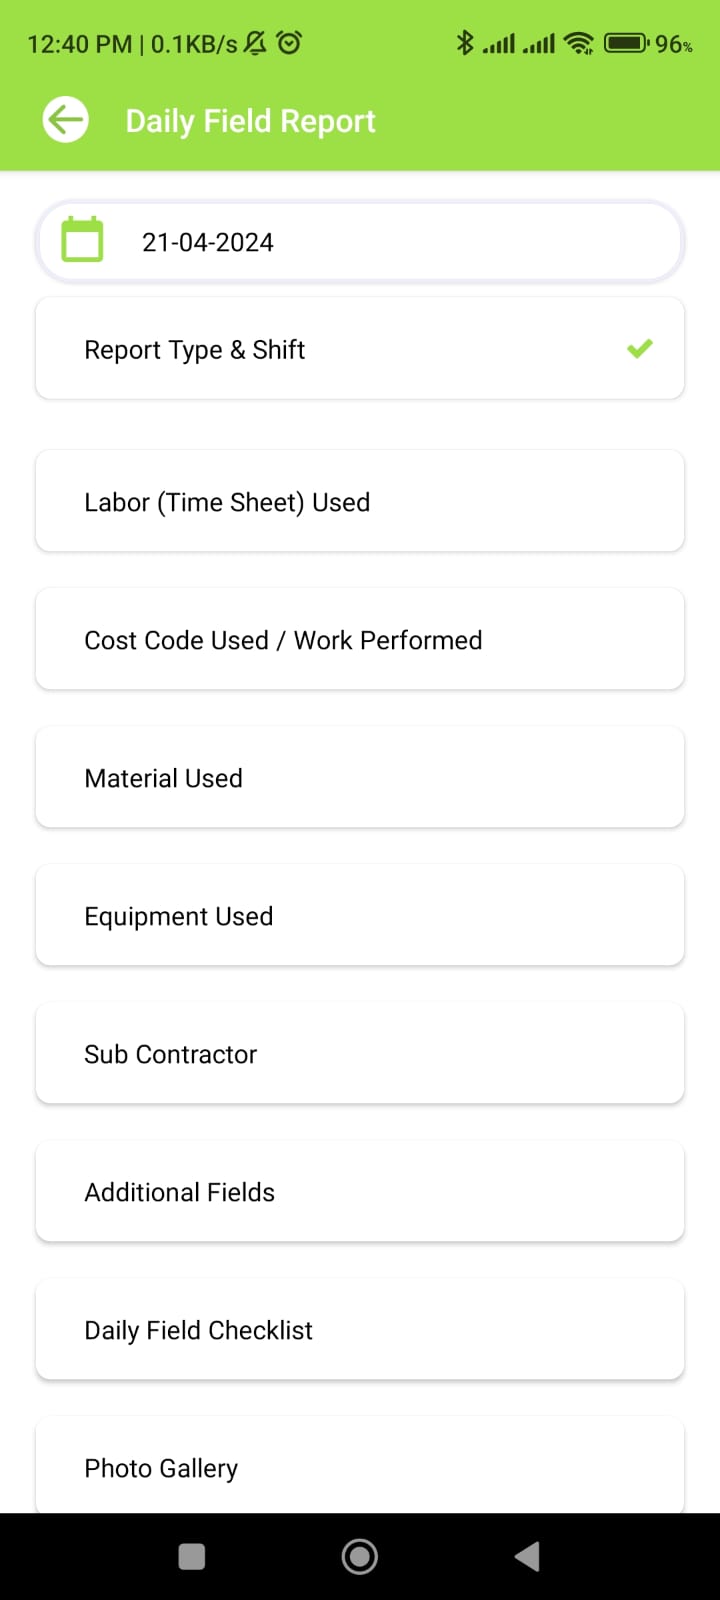 12:40 PM | 0.1KB/s 96%
Daily Field Report
21-04-2024
Report Type & Shift
Labor (Time Sheet) Used
Cost Code Used / Work Performed
Material Used
Equipment Used
Sub Contractor
Additional Fields
Daily Field Checklist
Photo Gallery